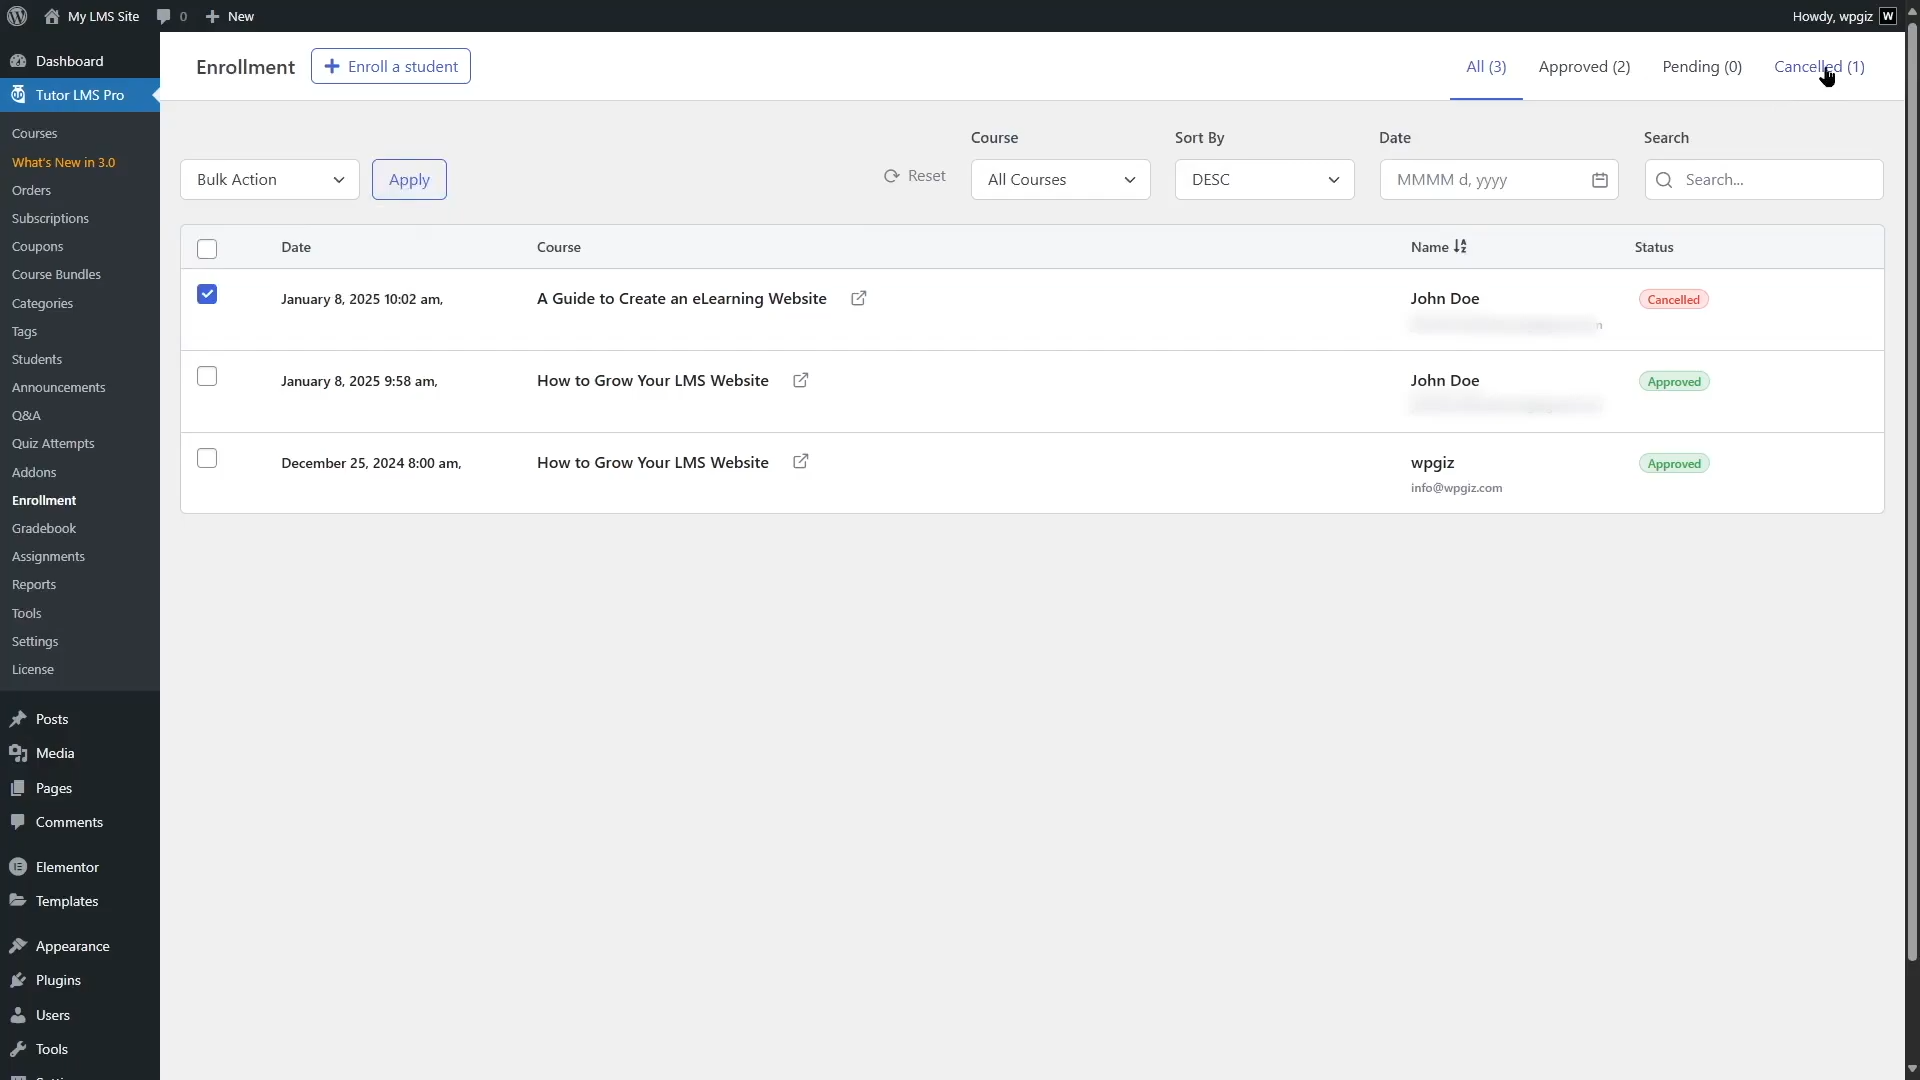 My LMS Site
0
New
Howdy, wpgiz
W
Dashboard
Tutor LMS Pro
Courses
What's New in 3.0
Orders
Subscriptions
Coupons
Course Bundles
Categories
Tags
Students
Announcements
Q&A
Quiz Attempts
Addons
Enrollment
Gradebook
Assignments
Reports
Tools
Settings
License
Posts
Media
Pages
Comments
Elementor
Templates
Appearance
Plugins
Users
Tools
Enrollment
Enroll a student
All (3)
Approved (2)
Pending (0)
Cancelled (1)
Bulk Action
Apply
Reset
Course
All Courses
Sort By
DESC
Date
MMMM d, yyyy
Search
Search...
Date
Course
Name
Status
January 8, 2025 10:02 am,
A Guide to Create an eLearning Website
John Doe
Cancelled
January 8, 2025 9:58 am,
How to Grow Your LMS Website
John Doe
Approved
December 25, 2024 8:00 am,
How to Grow Your LMS Website
wpgiz
info@wpgiz.com
Approved